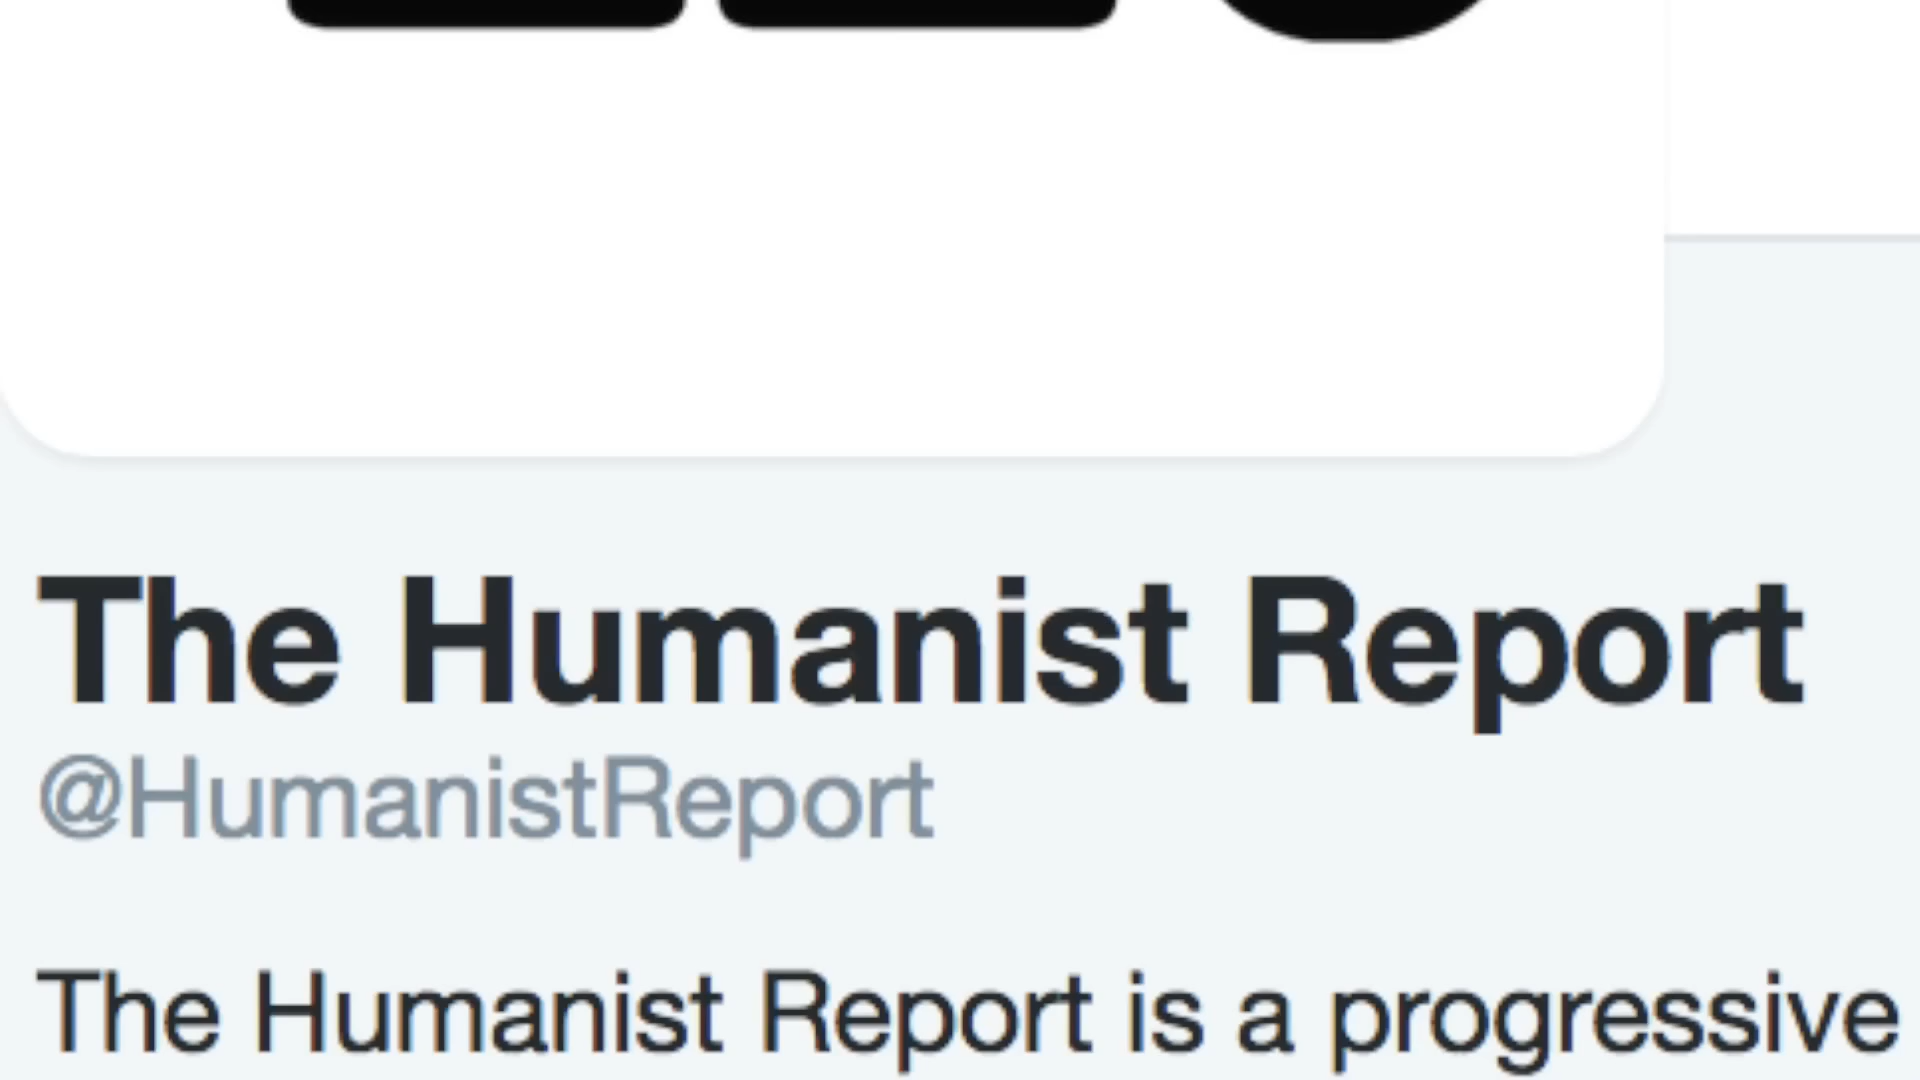 The Humanist Report
@HumanistReport
The Humanist Report is a progressive